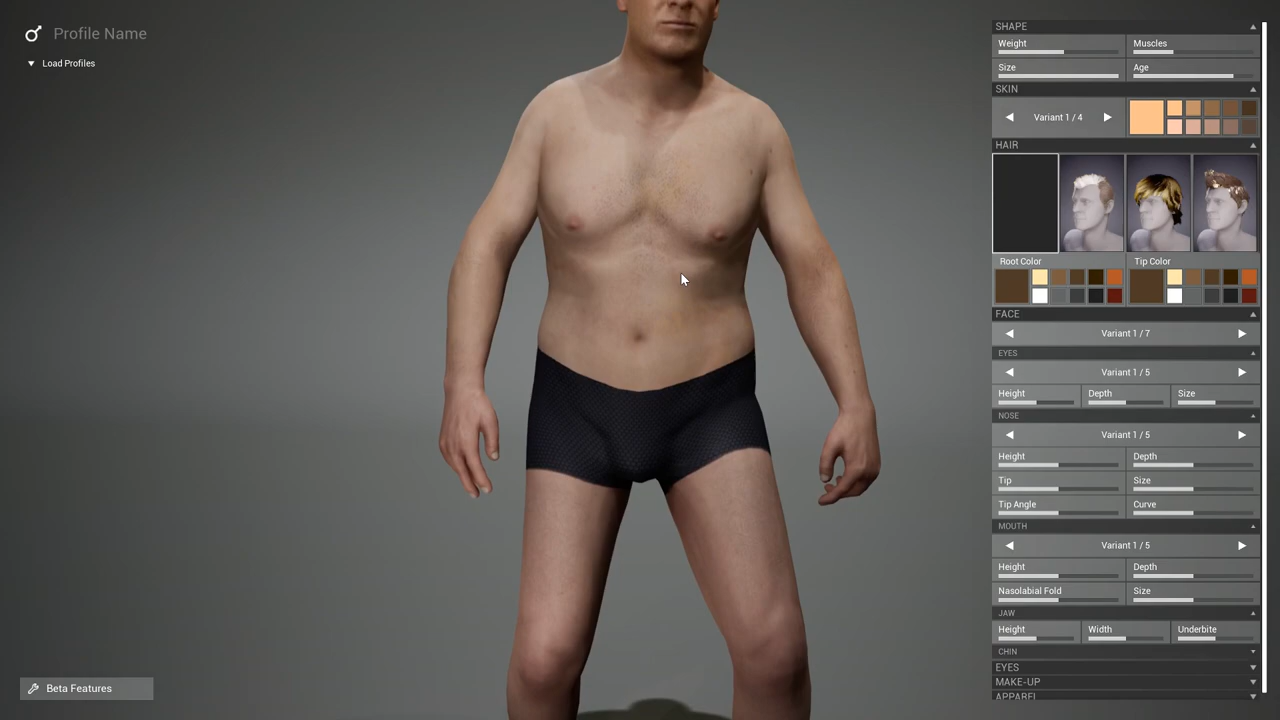 Profile Name
Load Profiles
Beta Features
SHAPE
Weight
Muscles
Size
Age
SKIN
Variant 1 / 4
HAIR
Root Color
Tip Color
FACE
Variant 1 / 7
EYES
Variant 1 / 5
Height
Depth
Size
NOSE
Variant 1 / 5
Height
Depth
Tip
Size
Tip Angle
Curve
MOUTH
Variant 1 / 5
Height
Depth
Nasolabial Fold
Size
JAW
Height
Width
Underbite
CHIN
EYES
MAKE-UP
APPAREL